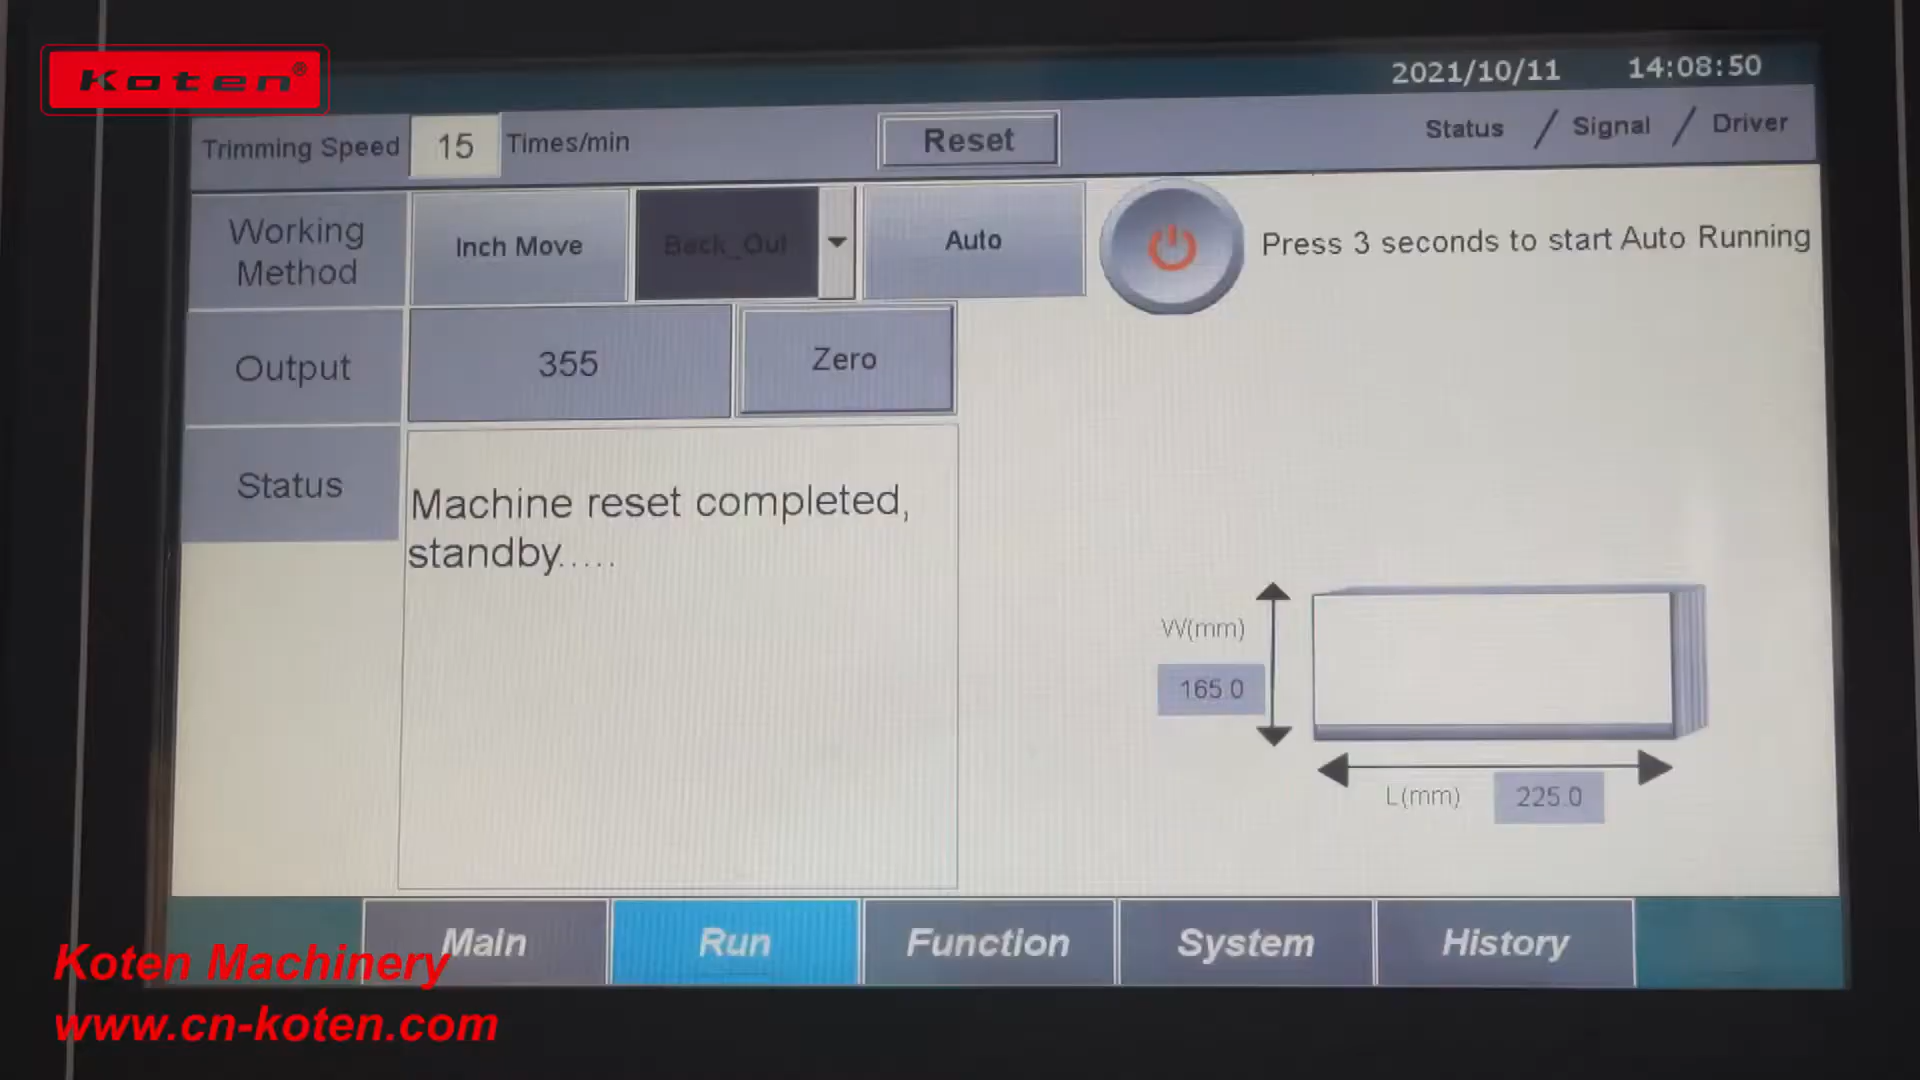 Koten®
2021/10/11 14:08:50
Trimming Speed 15 Times/min
Reset
Status / Signal / Driver
Working Method
Inch Move
Back_Out
Auto
Press 3 seconds to start Auto Running
Output
355
Zero
Status
Machine reset completed,
standby.....
W(mm)
165.0
L(mm)
225.0
Main
Run
Function
System
History
Koten Machinery
www.cn-koten.com